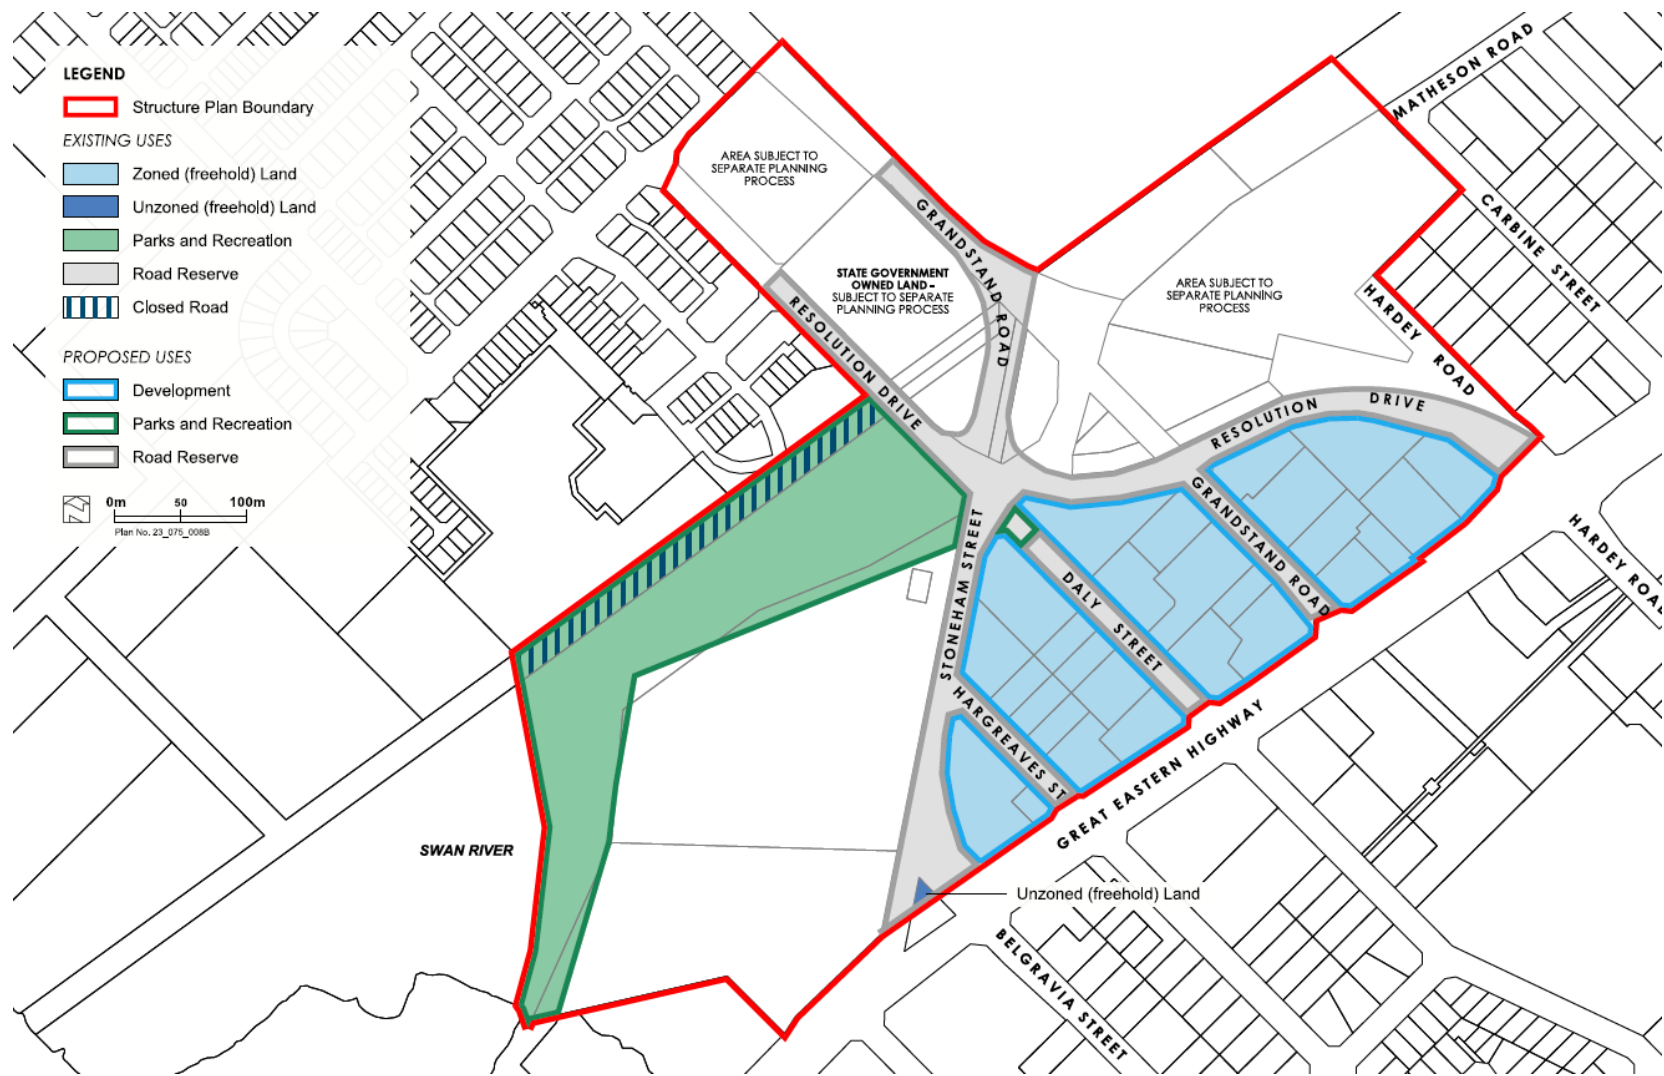 LEGEND
Structure Plan Boundary
EXISTING USES
Zoned (freehold) Land
Unzoned (freehold) Land
Parks and Recreation
Road Reserve
Closed Road
PROPOSED USES
Development
Parks and Recreation
Road Reserve
0m 50 100m
Plan No. 23_075_008B
AREA SUBJECT TO
SEPARATE PLANNING
PROCESS
GRANDSTAND ROAD
STATE GOVERNMENT
OWNED LAND –
SUBJECT TO SEPARATE
PLANNING PROCESS
RESOLUTION DRIVE
AREA SUBJECT TO
SEPARATE PLANNING
PROCESS
MATHESON ROAD
CARBINE STREET
HARDEY ROAD
RESOLUTION DRIVE
GRANDSTAND ROAD
HARDEY ROAD
STONEHAM STREET
DALY STREET
HARGREAVES ST
GREAT EASTERN HIGHWAY
SWAN RIVER
Unzoned (freehold) Land
BELGRAVIA STREET